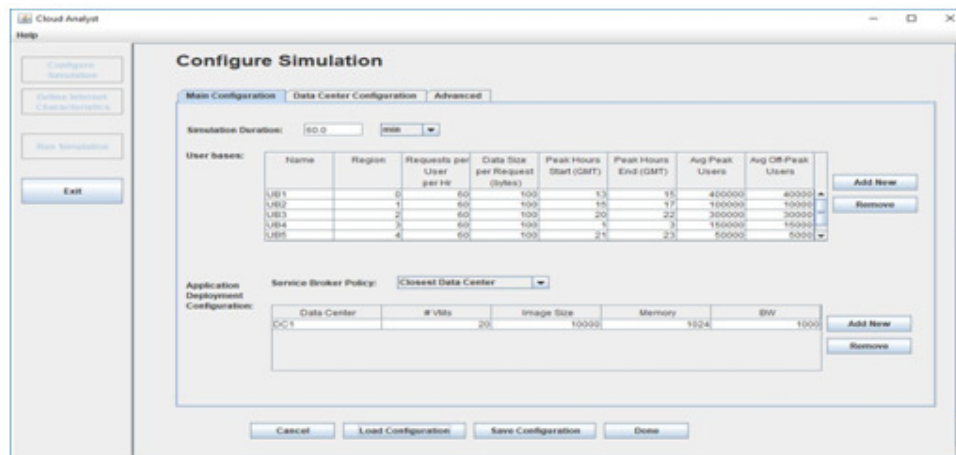 Cloud Analyst
Help
Configure Simulation
Define Internet Characteristics
Run Simulation
Exit
Configure Simulation
Main Configuration Data Center Configuration Advanced
Simulation Duration: 60.0 min
User bases:
Name Region Requests per User per Hr Data Size per Request (bytes) Peak Hours Start (GMT) Peak Hours End (GMT) Avg Peak Users Avg Off-Peak Users
UB1 0 60 100 13 15 400000 40000
UB2 1 60 100 15 17 100000 10000
UB3 2 60 100 20 22 300000 30000
UB4 3 60 100 1 3 150000 15000
UB5 4 60 100 21 23 50000 5000
Add New
Remove
Application Deployment Configuration:
Service Broker Policy: Closest Data Center
Data Center # VMs Image Size Memory BW
DC1 20 10000 1024 1000
Add New
Remove
Cancel Load Configuration Save Configuration Done